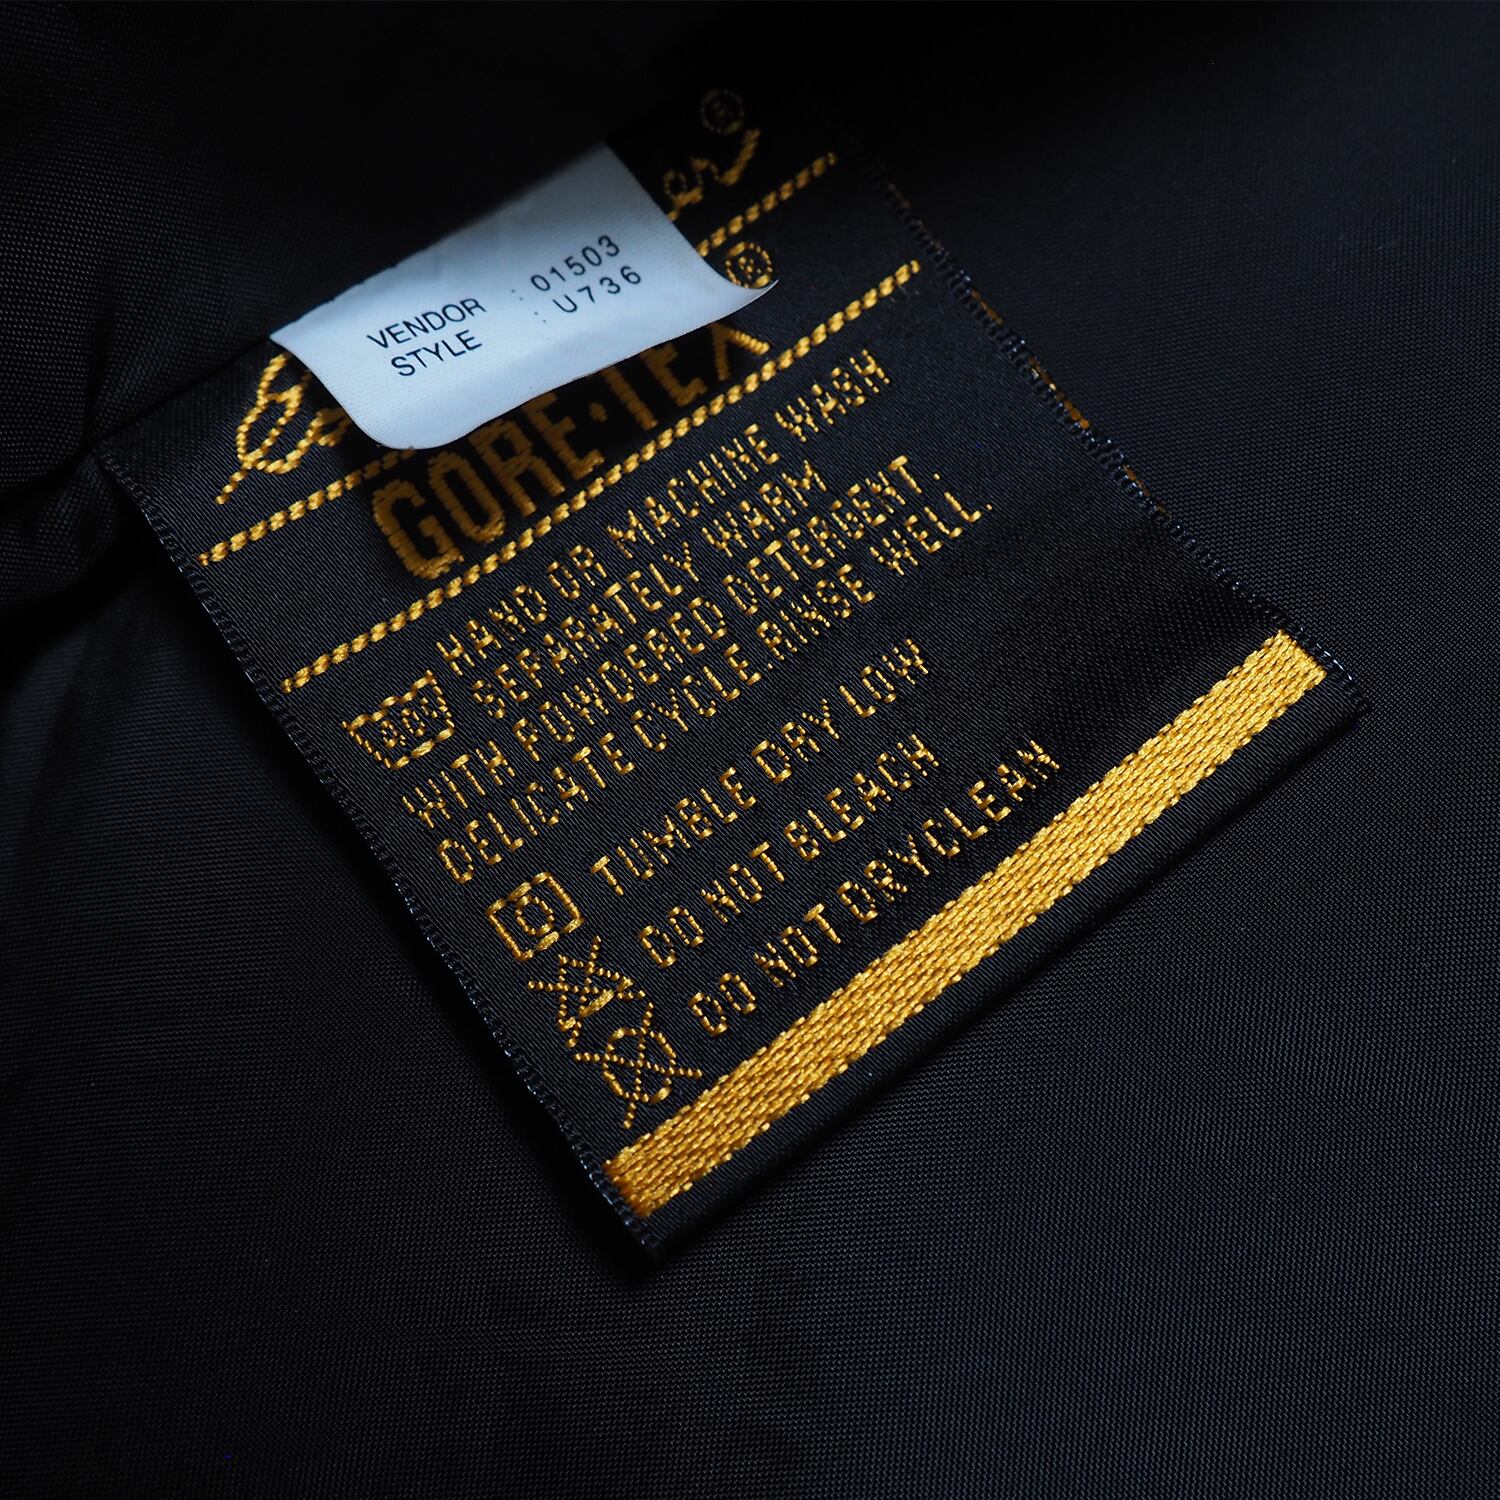 ®
VENDOR : 01503
STYLE : U736
®
GORE-TEX
HAND OR MACHINE WASH
SEPARATELY WARM
WITH POWDERED DETERGENT,
DELICATE CYCLE. RINSE WELL.
TUMBLE DRY LOW
DO NOT BLEACH
DO NOT DRYCLEAN